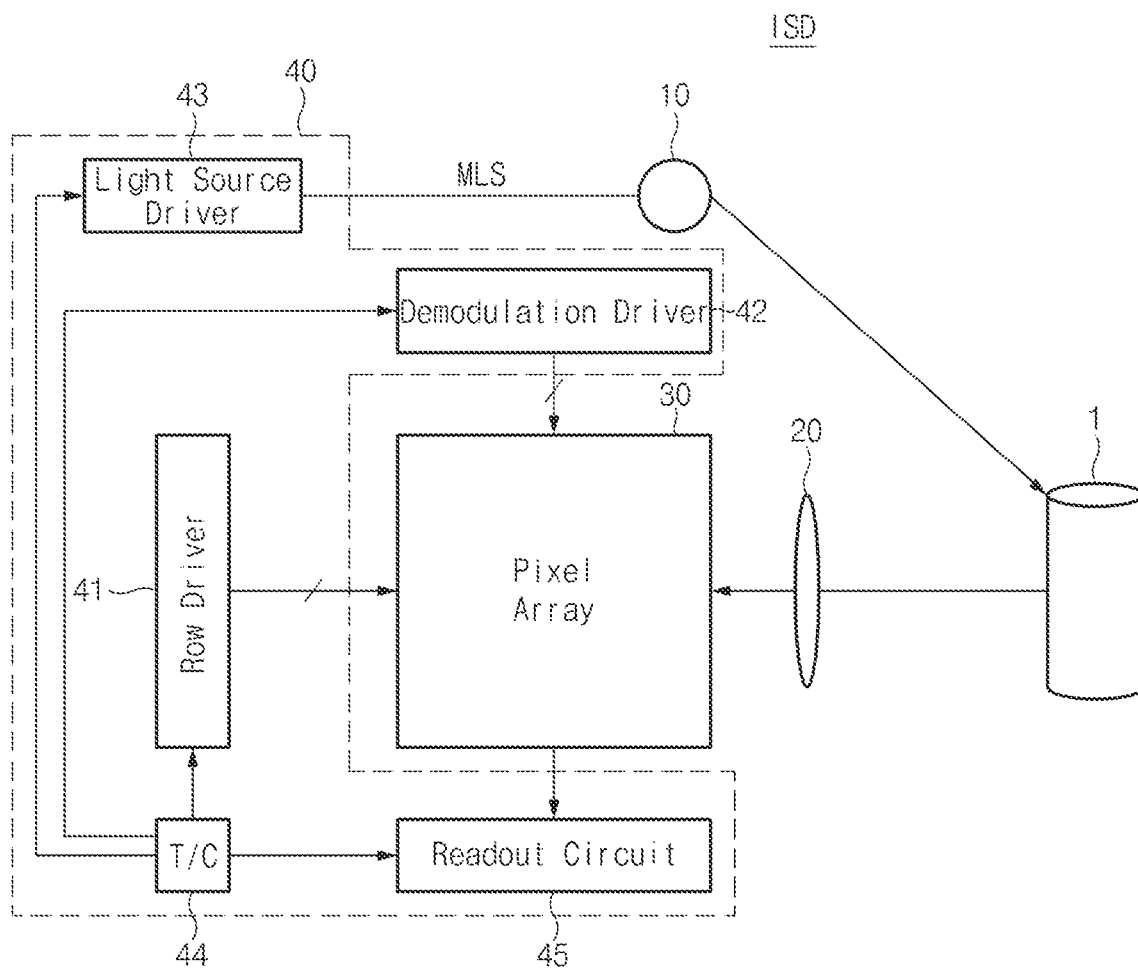 ISD
40
43
10
Light Source
Driver
MLS
Demodulation Driver
42
30
20
1
41
Row Driver
Pixel
Array
T/C
Readout Circuit
44
45